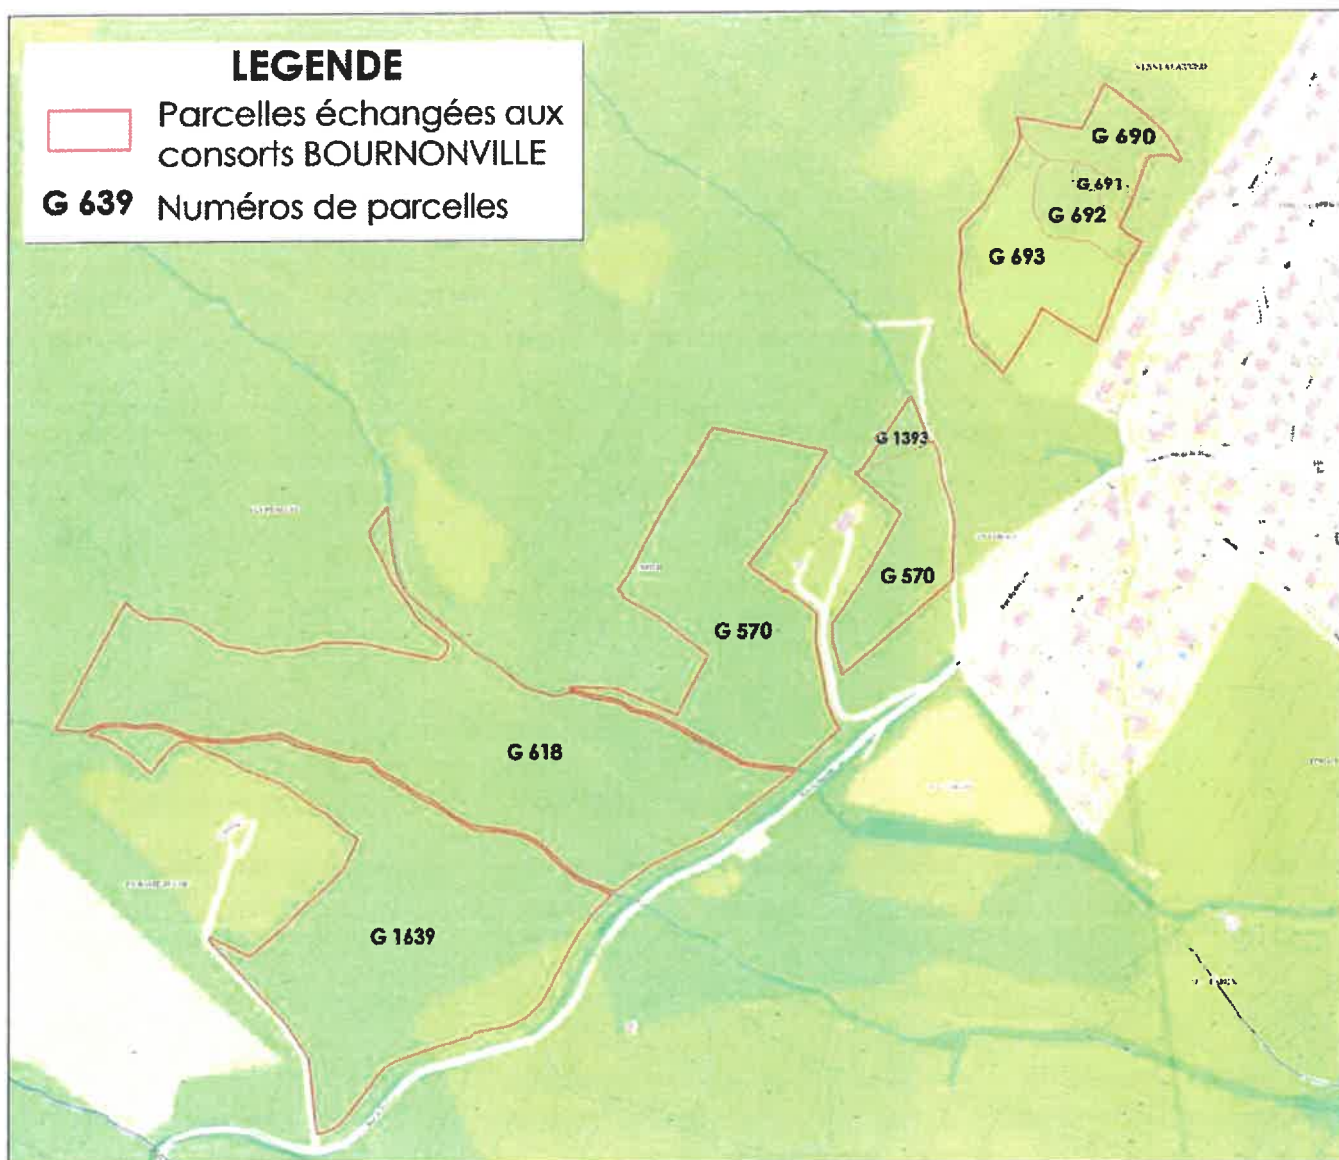 LEGENDE
Parcelles échangées aux
consorts BOURNONVILLE
G 639 Numéros de parcelles
G 690
G 691
G 692
G 693
G 1393
G 570
G 570
G 618
G 1639